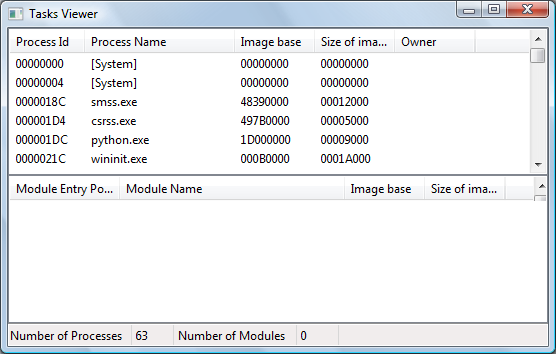 Tasks Viewer
Process Id Process Name Image base Size of ima... Owner
00000000 [System] 00000000 00000000
00000004 [System] 00000000 00000000
0000018C smss.exe 48390000 00012000
000001D4 csrss.exe 497B0000 00005000
000001DC python.exe 1D000000 00009000
0000021C wininit.exe 000B0000 0001A000
Module Entry Po... Module Name Image base Size of ima...
Number of Processes 63 Number of Modules 0